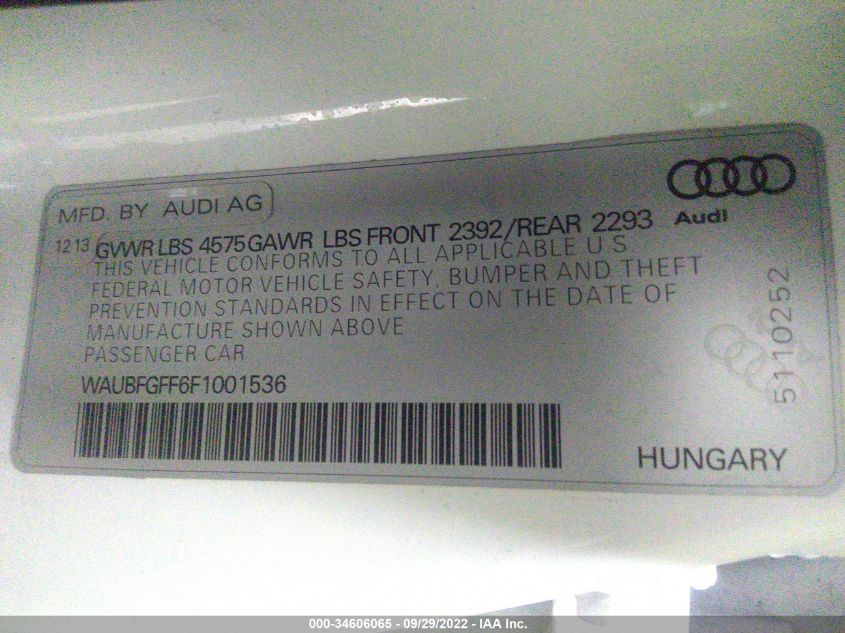 MFD. BY AUDI AG
12 13 GVWR LBS 4575 GAWR LBS FRONT 2392/REAR 2293
Audi
THIS VEHICLE CONFORMS TO ALL APPLICABLE U S
FEDERAL MOTOR VEHICLE SAFETY, BUMPER AND THEFT
PREVENTION STANDARDS IN EFFECT ON THE DATE OF
MANUFACTURE SHOWN ABOVE
PASSENGER CAR
WAUBFGFF6F1001536
5110252
HUNGARY
000-34606065 - 09/29/2022 - IAA Inc.